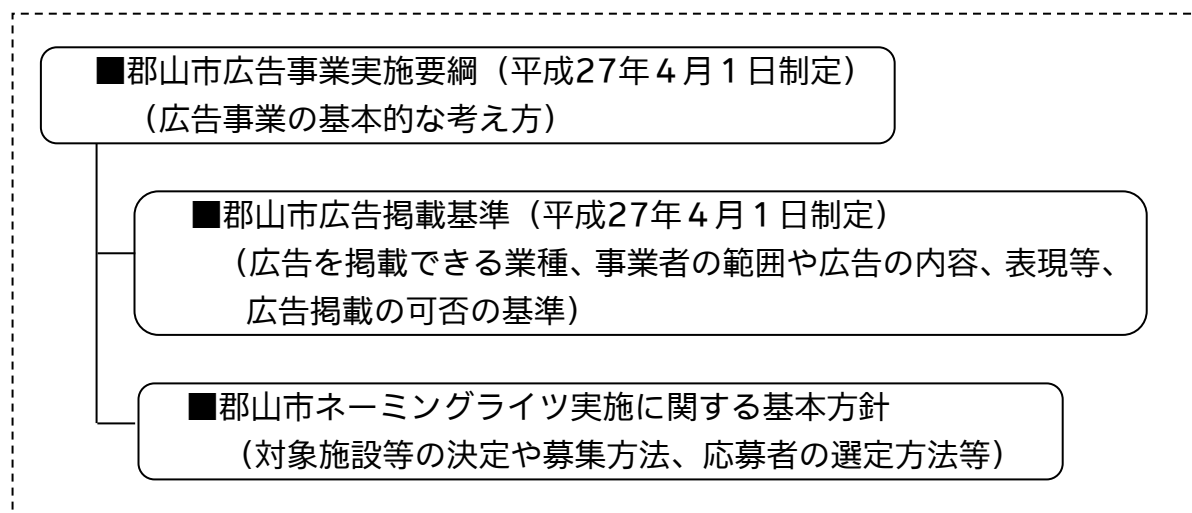 ■郡山市広告事業実施要綱（平成27年４月１日制定）
（広告事業の基本的な考え方）
■郡山市広告掲載基準（平成27年４月１日制定）
（広告を掲載できる業種、事業者の範囲や広告の内容、表現等、
広告掲載の可否の基準）
■郡山市ネーミングライツ実施に関する基本方針
（対象施設等の決定や募集方法、応募者の選定方法等）